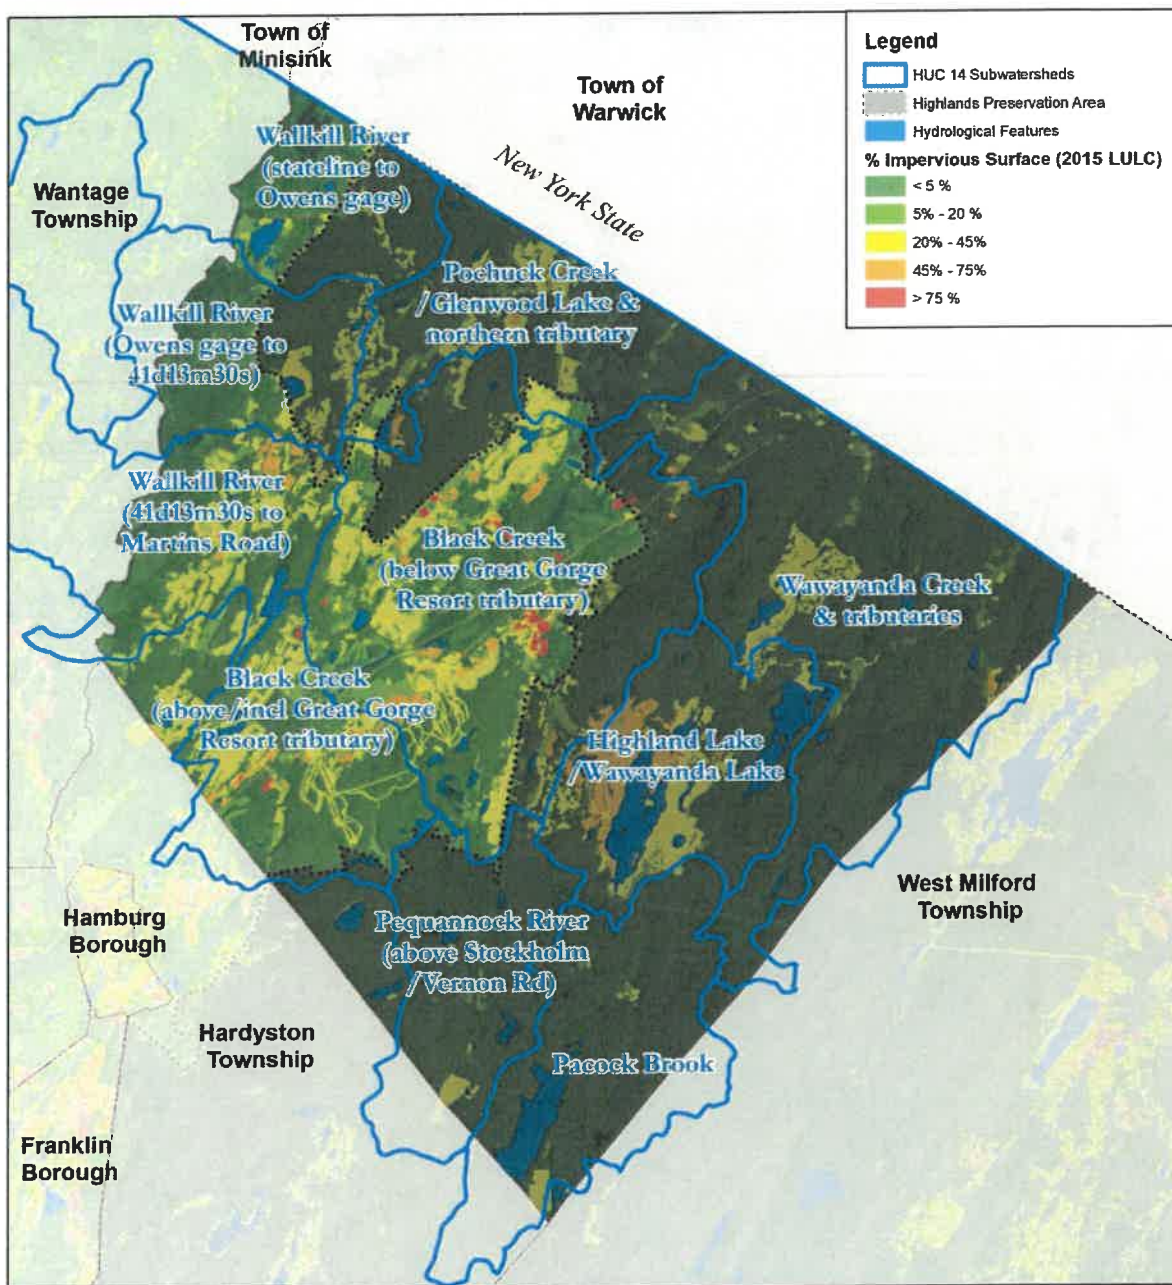 Town of
Minisink
Town of
Warwick
New York State
Legend
HUC 14 Subwatersheds
Highlands Preservation Area
Hydrological Features
% Impervious Surface (2015 LULC)
< 5 %
5% - 20 %
20% - 45%
45% - 75%
> 75 %
Wantage
Township
Wallkill River
(stateline to
Owens gage)
Wallkill River
(Owens gage to
41d13m30s)
Pochuck Creek
/Glenwood Lake &
northern tributary
Wallkill River
(41d13m30s to
Martins Road)
Black Creek
(below Great Gorge
Resort tributary)
Wawayanda Creek
& tributaries
Black Creek
(above/incl Great Gorge
Resort tributary)
Highland Lake
/Wawayanda Lake
West Milford
Township
Hamburg
Borough
Pequannock River
(above Stockholm
/Vernon Rd)
Hardyston
Township
Pacock Brook
Franklin
Borough